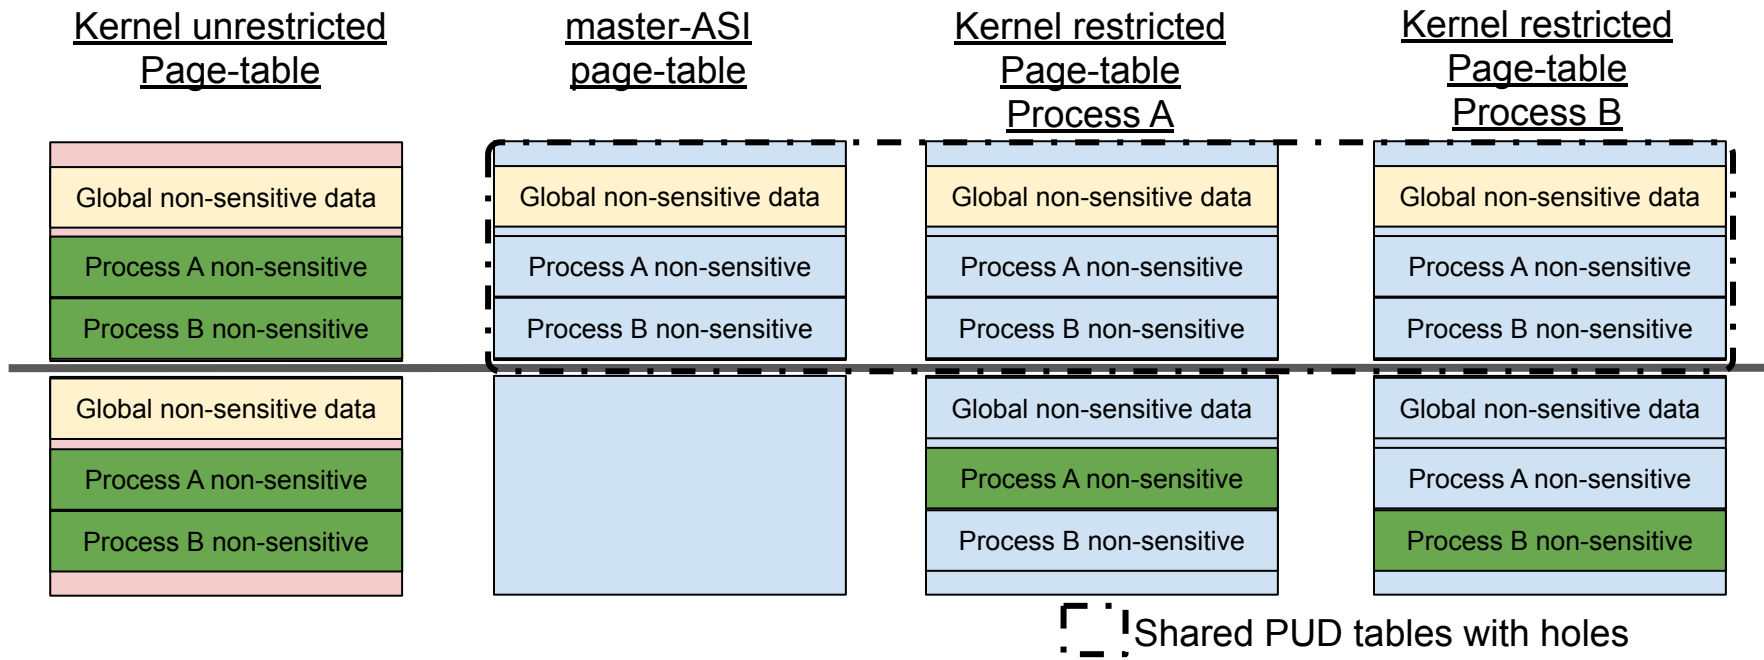 Kernel unrestricted
Page-table
master-ASI
page-table
Kernel restricted
Page-table
Process A
Kernel restricted
Page-table
Process B
Global non-sensitive data
Process A non-sensitive
Process B non-sensitive
Global non-sensitive data
Process A non-sensitive
Process B non-sensitive
Global non-sensitive data
Process A non-sensitive
Process B non-sensitive
Global non-sensitive data
Process A non-sensitive
Process B non-sensitive
Global non-sensitive data
Process A non-sensitive
Process B non-sensitive
Global non-sensitive data
Process A non-sensitive
Process B non-sensitive
Global non-sensitive data
Process A non-sensitive
Process B non-sensitive
Shared PUD tables with holes